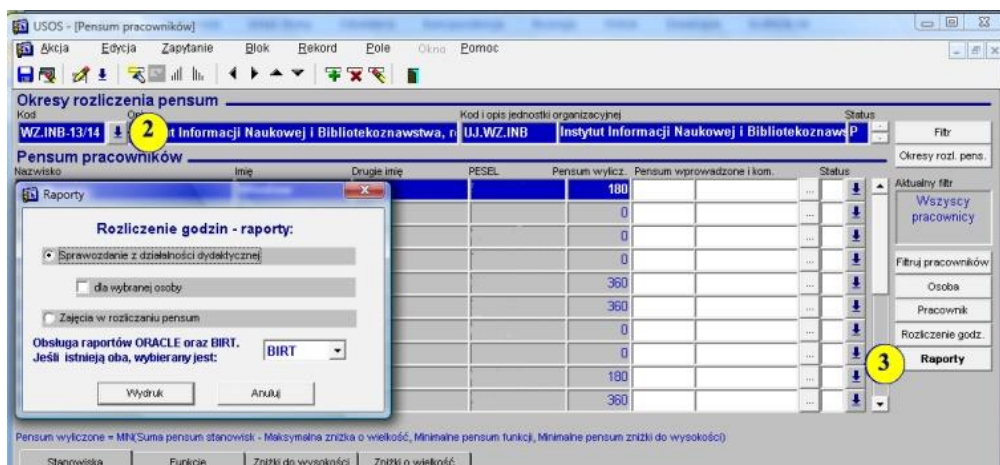 USOS - [Pensum pracowników]
Akcja Edycja Zapytanie Blok Rekord Pole Okno Pomoc
Okresy rozliczenia pensum
Kod Kod i opis jednostki organizacyjnej Status
WZ.INB-13/14 2 Informacji Naukowej i Bibliotekoznawstwa, UJ.WZ.INB Instytut Informacji Naukowej i Bibliotekoznaws P Filtr
Pensum pracowników Okresy rozl. pens.
Nazwisko Imię Drugie imię PESEL Pensum wylicz. Pensum wprowadzone i kom. Status
Aktualny filtr
Wszyscy
pracownicy
180
0
0
0
360
360
0
0
180
360
Filtruj pracowników
Osoba
Pracownik
Rozliczenie godz.
Raporty
3
Raporty
Rozliczenie godzin - raporty:
Sprawozdanie z działalności dydaktycznej
dla wybranej osoby
Zajęcia w rozliczaniu pensum
Obsługa raportów ORACLE oraz BIRT.
Jeśli istnieją oba, wybierany jest: BIRT
Wydruk Anuluj
Pensum wyliczone = MIN(Suma pensum stanowisk - Maksymalna zniżka o wielkość, Minimalne pensum funkcji, Minimalne pensum zniżki do wysokości)
Stanowiska Funkcje Zniżki do wysokości Zniżki o wielkość